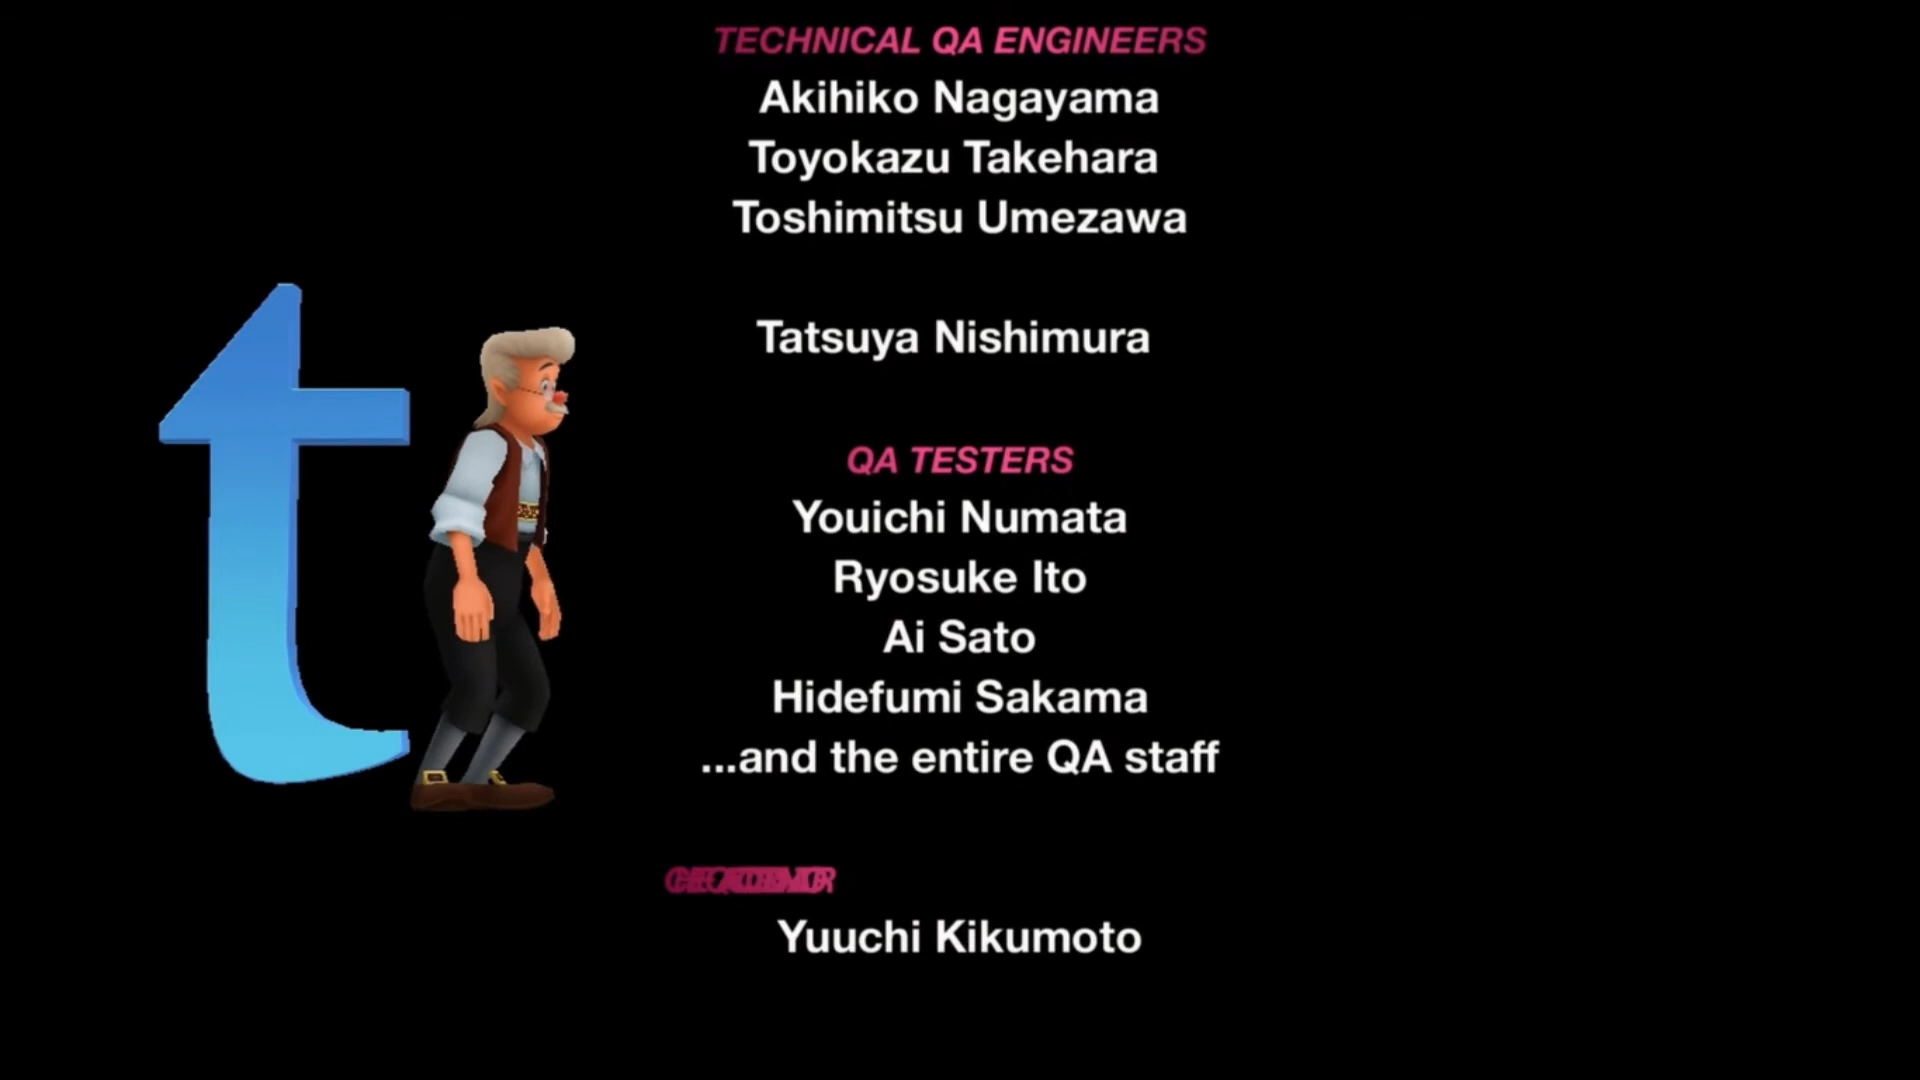 TECHNICAL QA ENGINEERS
Akihiko Nagayama
Toyokazu Takehara
Toshimitsu Umezawa
Tatsuya Nishimura
t
QA TESTERS
Youichi Numata
Ryosuke Ito
Ai Sato
Hidefumi Sakama
...and the entire QA staff
Yuuchi Kikumoto